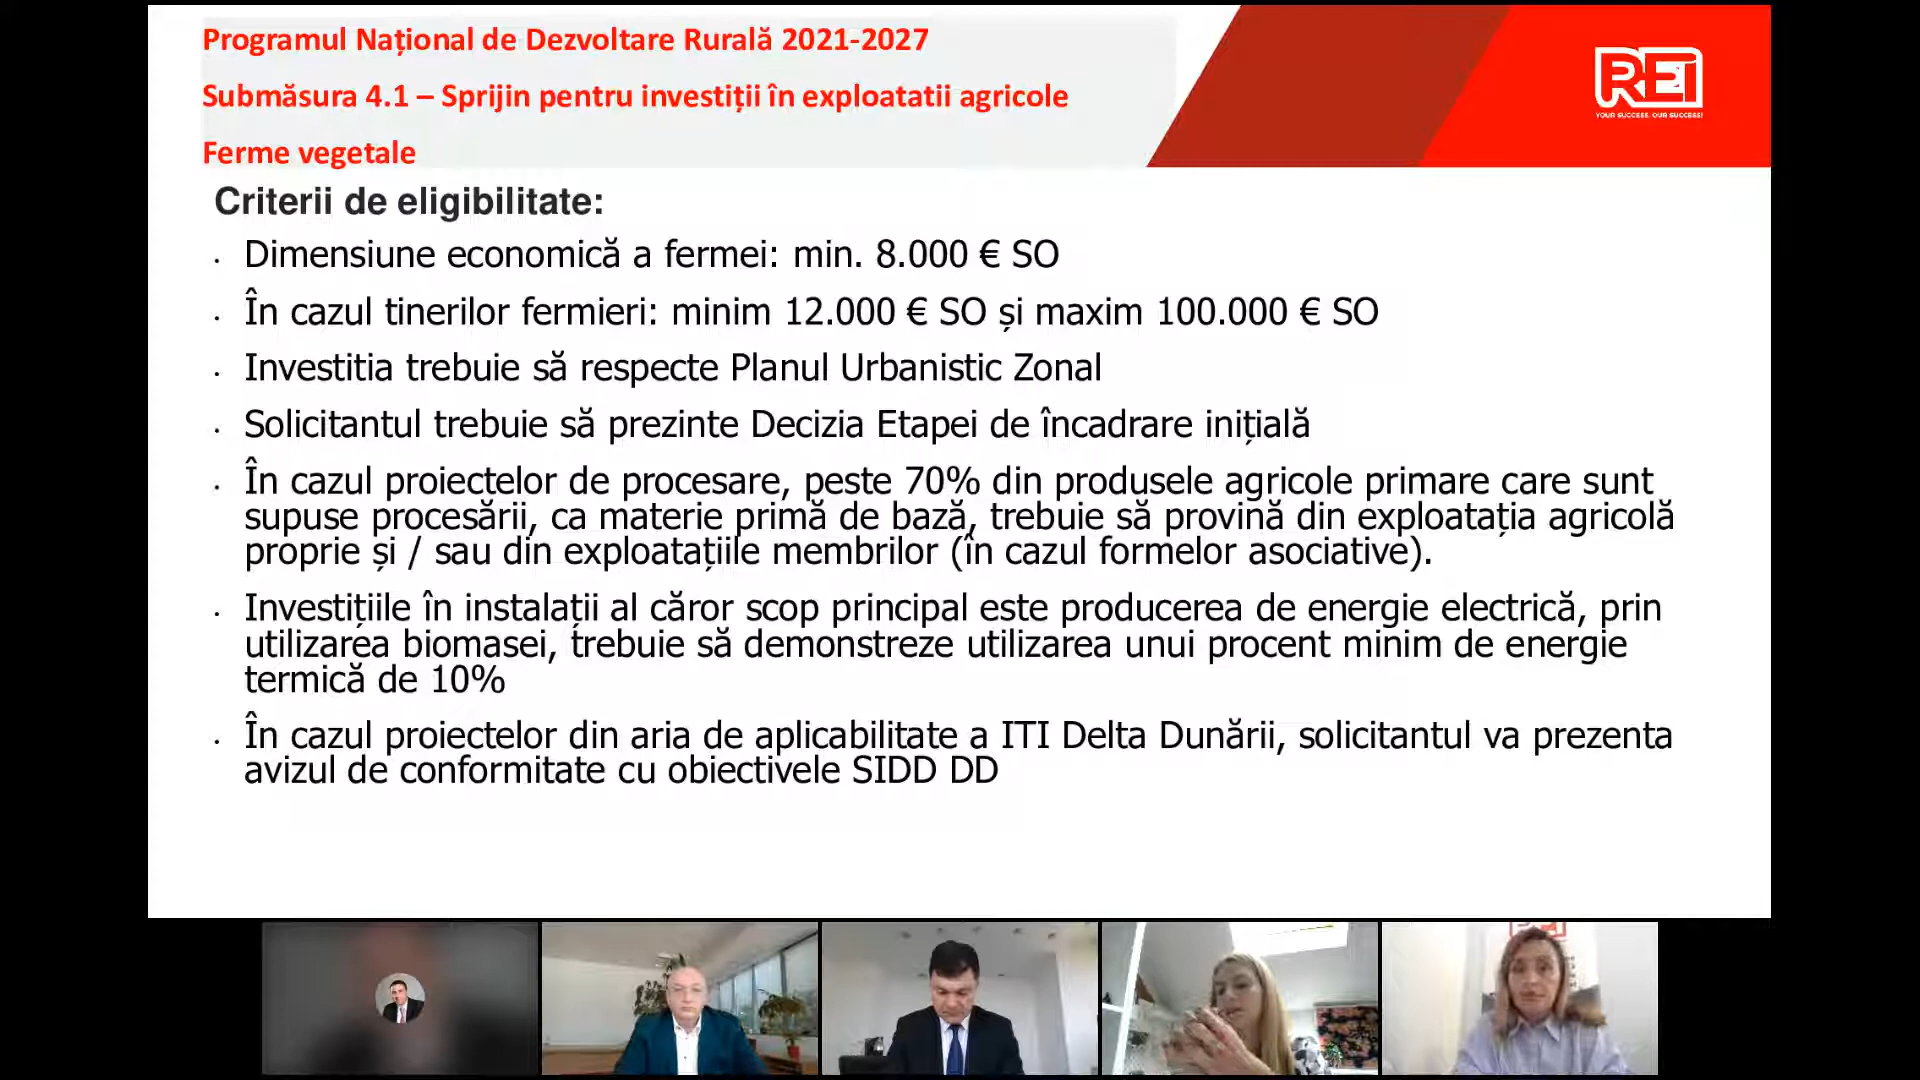 Programul Național de Dezvoltare Rurală 2021-2027
Submăsura 4.1 – Sprijin pentru investiții în exploatatii agricole
Ferme vegetale
REI
YOUR SUCCESS, OUR SUCCESS!
Criterii de eligibilitate:
• Dimensiune economică a fermei: min. 8.000 € SO
• În cazul tinerilor fermieri: minim 12.000 € SO și maxim 100.000 € SO
• Investitia trebuie să respecte Planul Urbanistic Zonal
• Solicitantul trebuie să prezinte Decizia Etapei de încadrare inițială
• În cazul proiectelor de procesare, peste 70% din produsele agricole primare care sunt
supuse procesării, ca materie primă de bază, trebuie să provină din exploatația agricolă
proprie și / sau din exploatațiile membrilor (în cazul formelor asociative).
• Investițiile în instalații al căror scop principal este producerea de energie electrică, prin
utilizarea biomasei, trebuie să demonstreze utilizarea unui procent minim de energie
termică de 10%
• În cazul proiectelor din aria de aplicabilitate a ITI Delta Dunării, solicitantul va prezenta
avizul de conformitate cu obiectivele SIDD DD